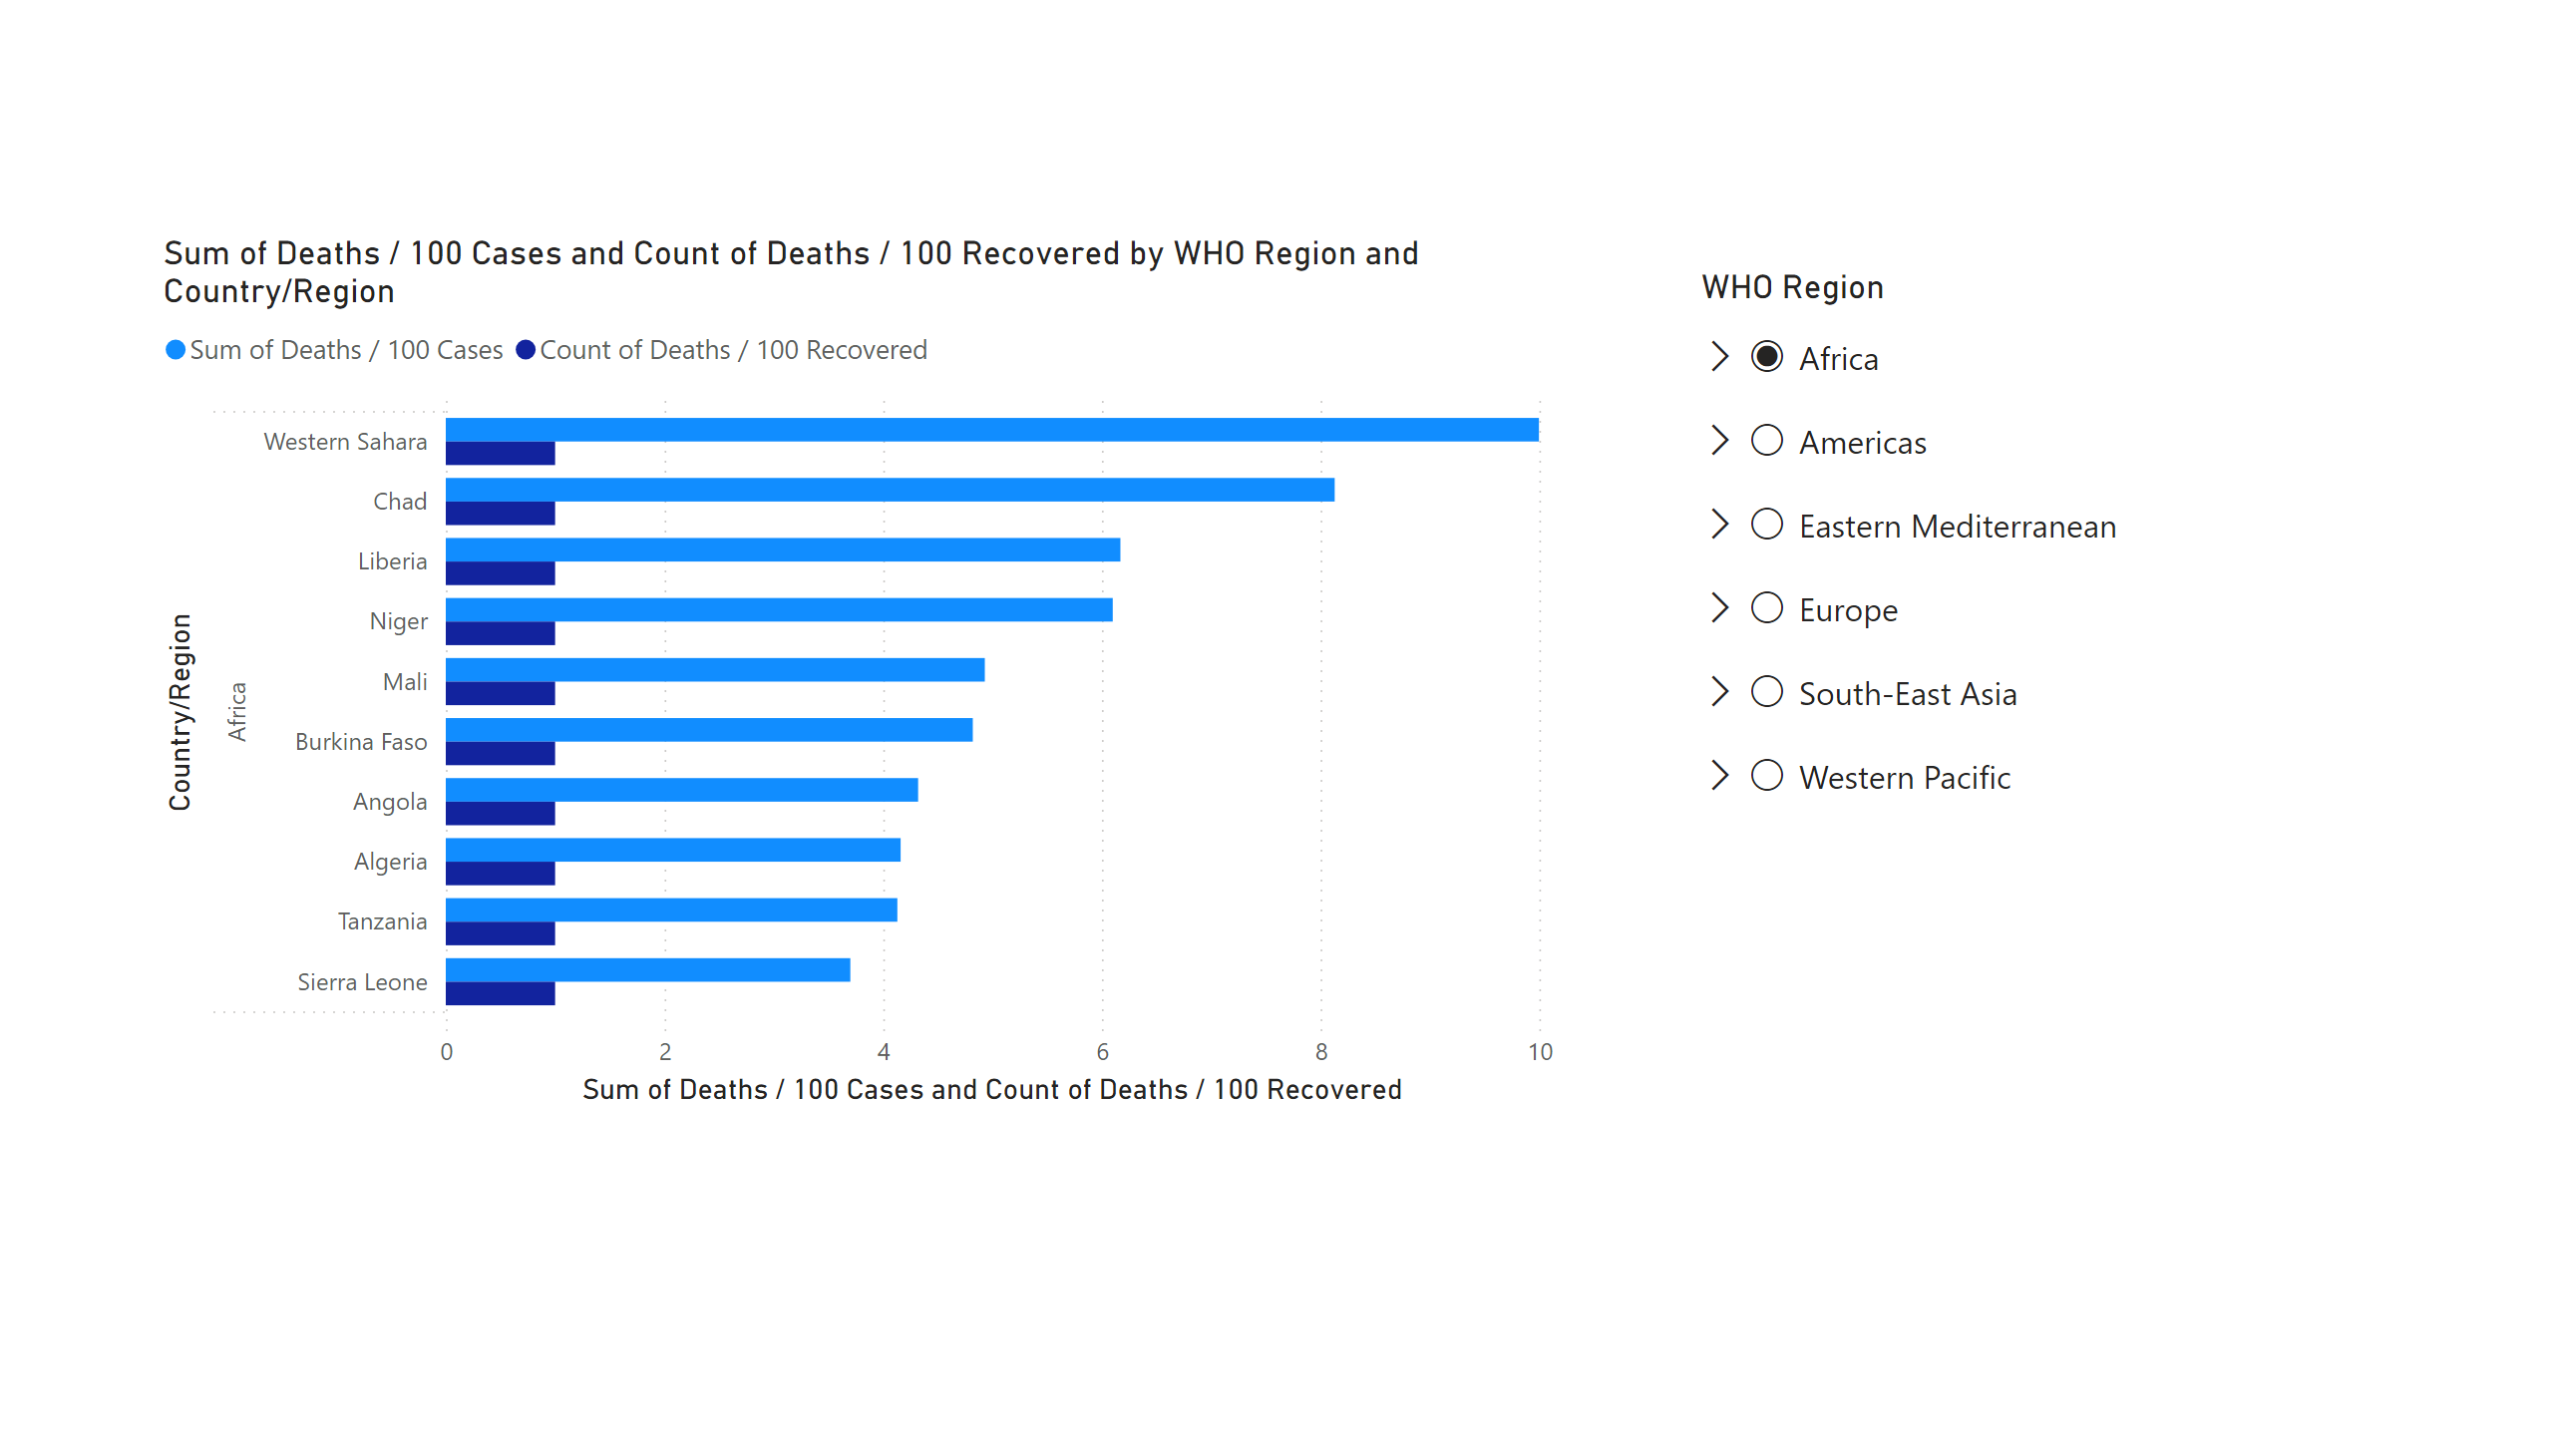 Sum of Deaths / 100 Cases and Count of Deaths / 100 Recovered by WHO Region and
Country/Region
Sum of Deaths / 100 Cases Count of Deaths / 100 Recovered
Country/Region
Africa
Western Sahara
Chad
Liberia
Niger
Mali
Burkina Faso
Angola
Algeria
Tanzania
Sierra Leone
0 2 4 6 8 10
Sum of Deaths / 100 Cases and Count of Deaths / 100 Recovered
WHO Region
Africa
Americas
Eastern Mediterranean
Europe
South-East Asia
Western Pacific